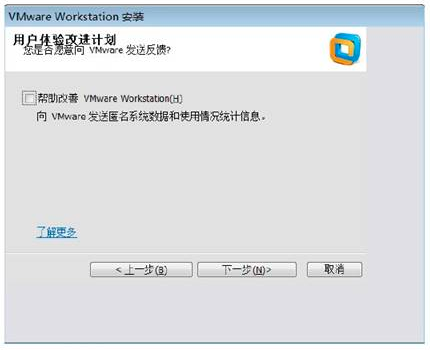 VMware Workstation 安装
用户体验改进计划
您是否愿意向 VMware 发送反馈?
帮助改善 VMware Workstation(H)
向 VMware 发送匿名系统数据和使用情况统计信息。
了解更多
<上一步(B)
下一步(N)>
取消